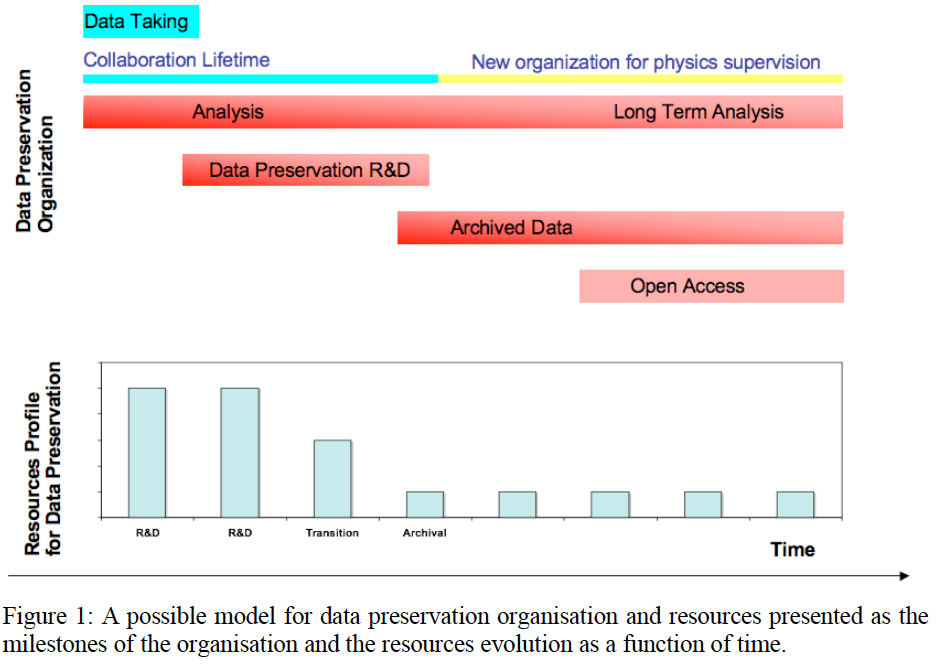 Data Taking
Collaboration Lifetime
New organization for physics supervision
Data Preservation
Organization
Analysis
Long Term Analysis
Data Preservation R&D
Archived Data
Open Access
Resources Profile
for Data Preservation
R&D
R&D
Transition
Archival
Time
Figure 1: A possible model for data preservation organisation and resources presented as the
milestones of the organisation and the resources evolution as a function of time.